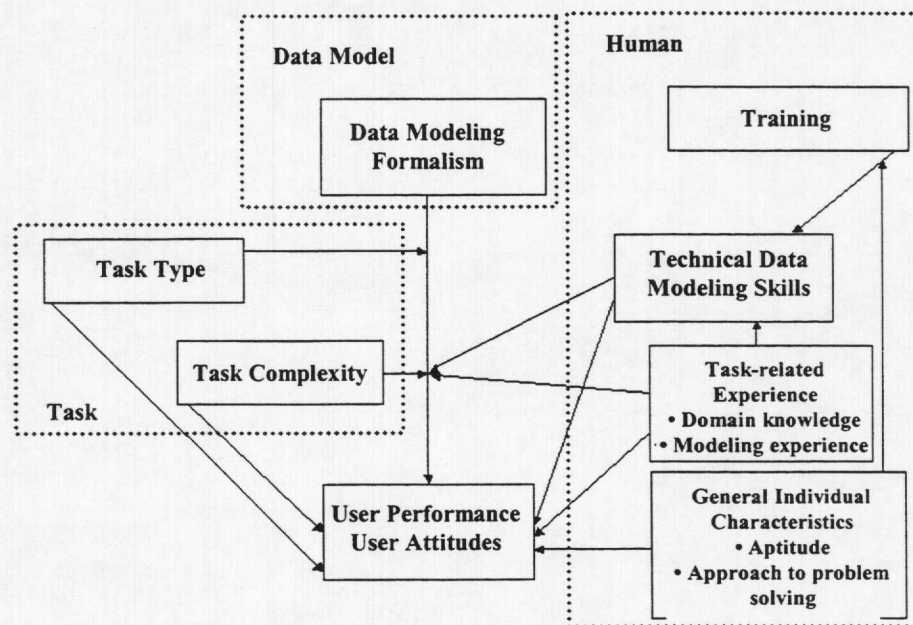 Data Model
Data Modeling
Formalism
Human
Training
Task Type
Technical Data
Modeling Skills
Task Complexity
Task
Task-related
Experience
• Domain knowledge
• Modeling experience
User Performance
User Attitudes
General Individual
Characteristics
• Aptitude
• Approach to problem
solving